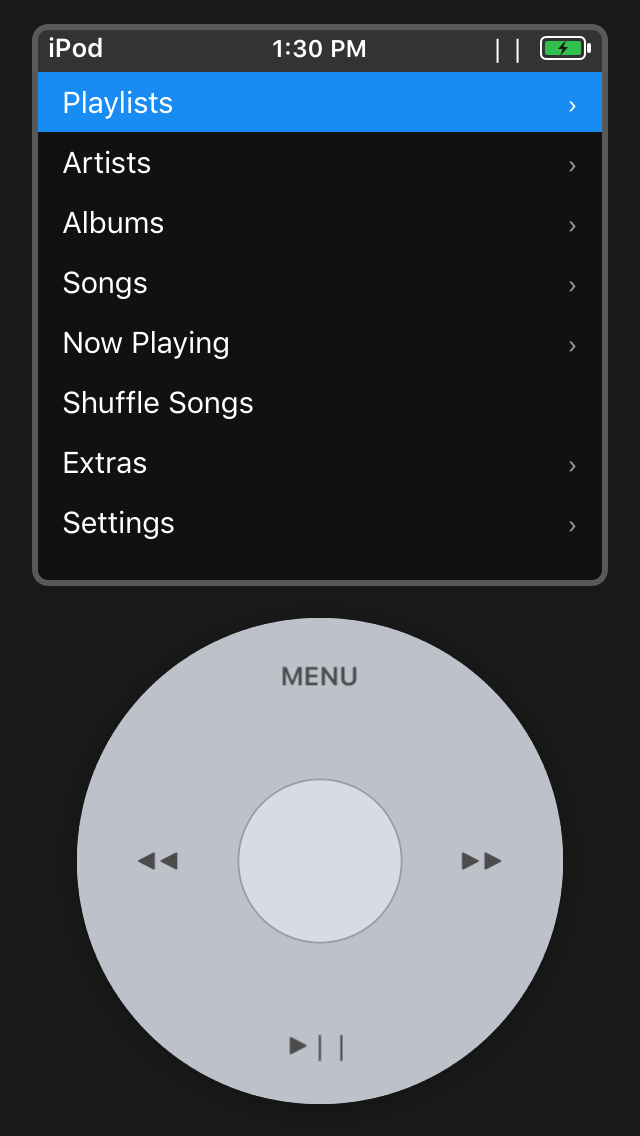 iPod 1:30 PM
Playlists
Artists
Albums
Songs
Now Playing
Shuffle Songs
Extras
Settings
MENU